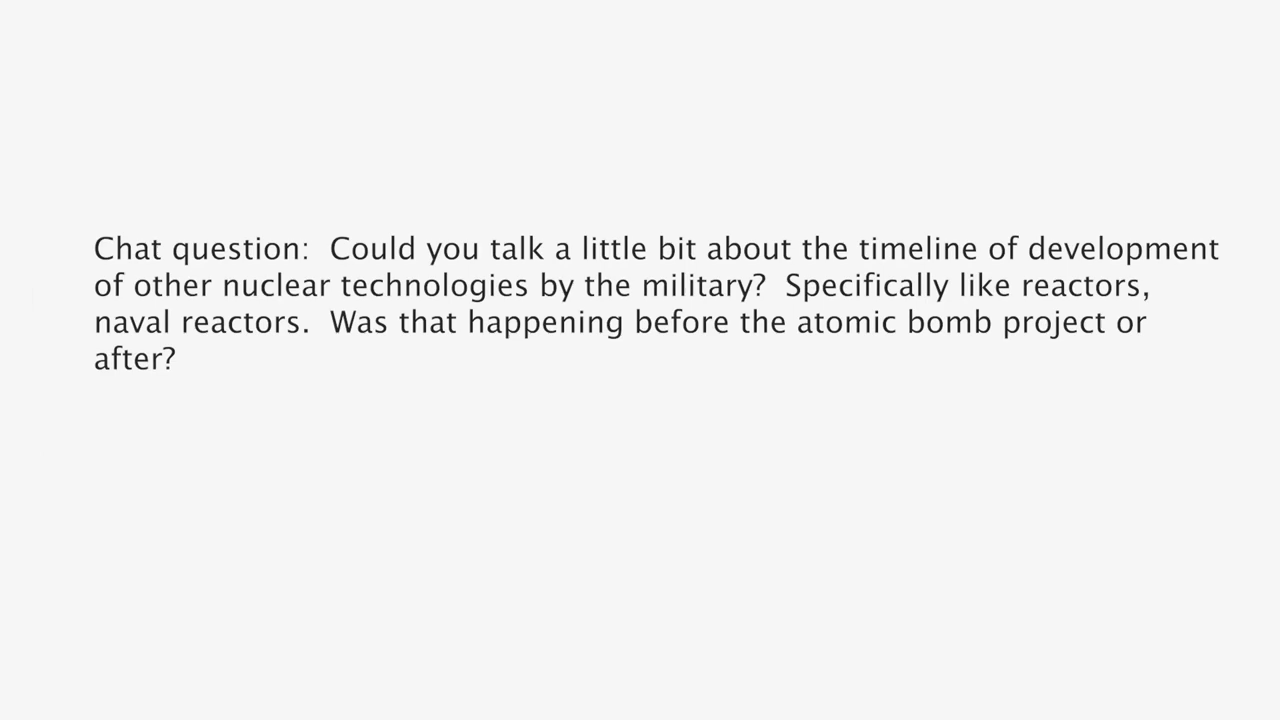 Chat question:  Could you talk a little bit about the timeline of development
of other nuclear technologies by the military?  Specifically like reactors,
naval reactors.  Was that happening before the atomic bomb project or
after?